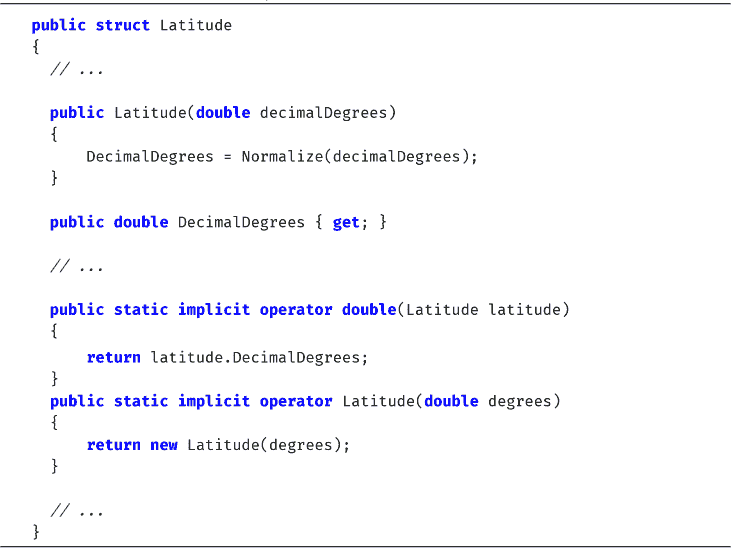 public struct Latitude
{
// ...
public Latitude(double decimalDegrees)
{
DecimalDegrees = Normalize(decimalDegrees);
}
public double DecimalDegrees { get; }
// ...
public static implicit operator double(Latitude latitude)
{
return latitude.DecimalDegrees;
}
public static implicit operator Latitude(double degrees)
{
return new Latitude(degrees);
}
// ...
}